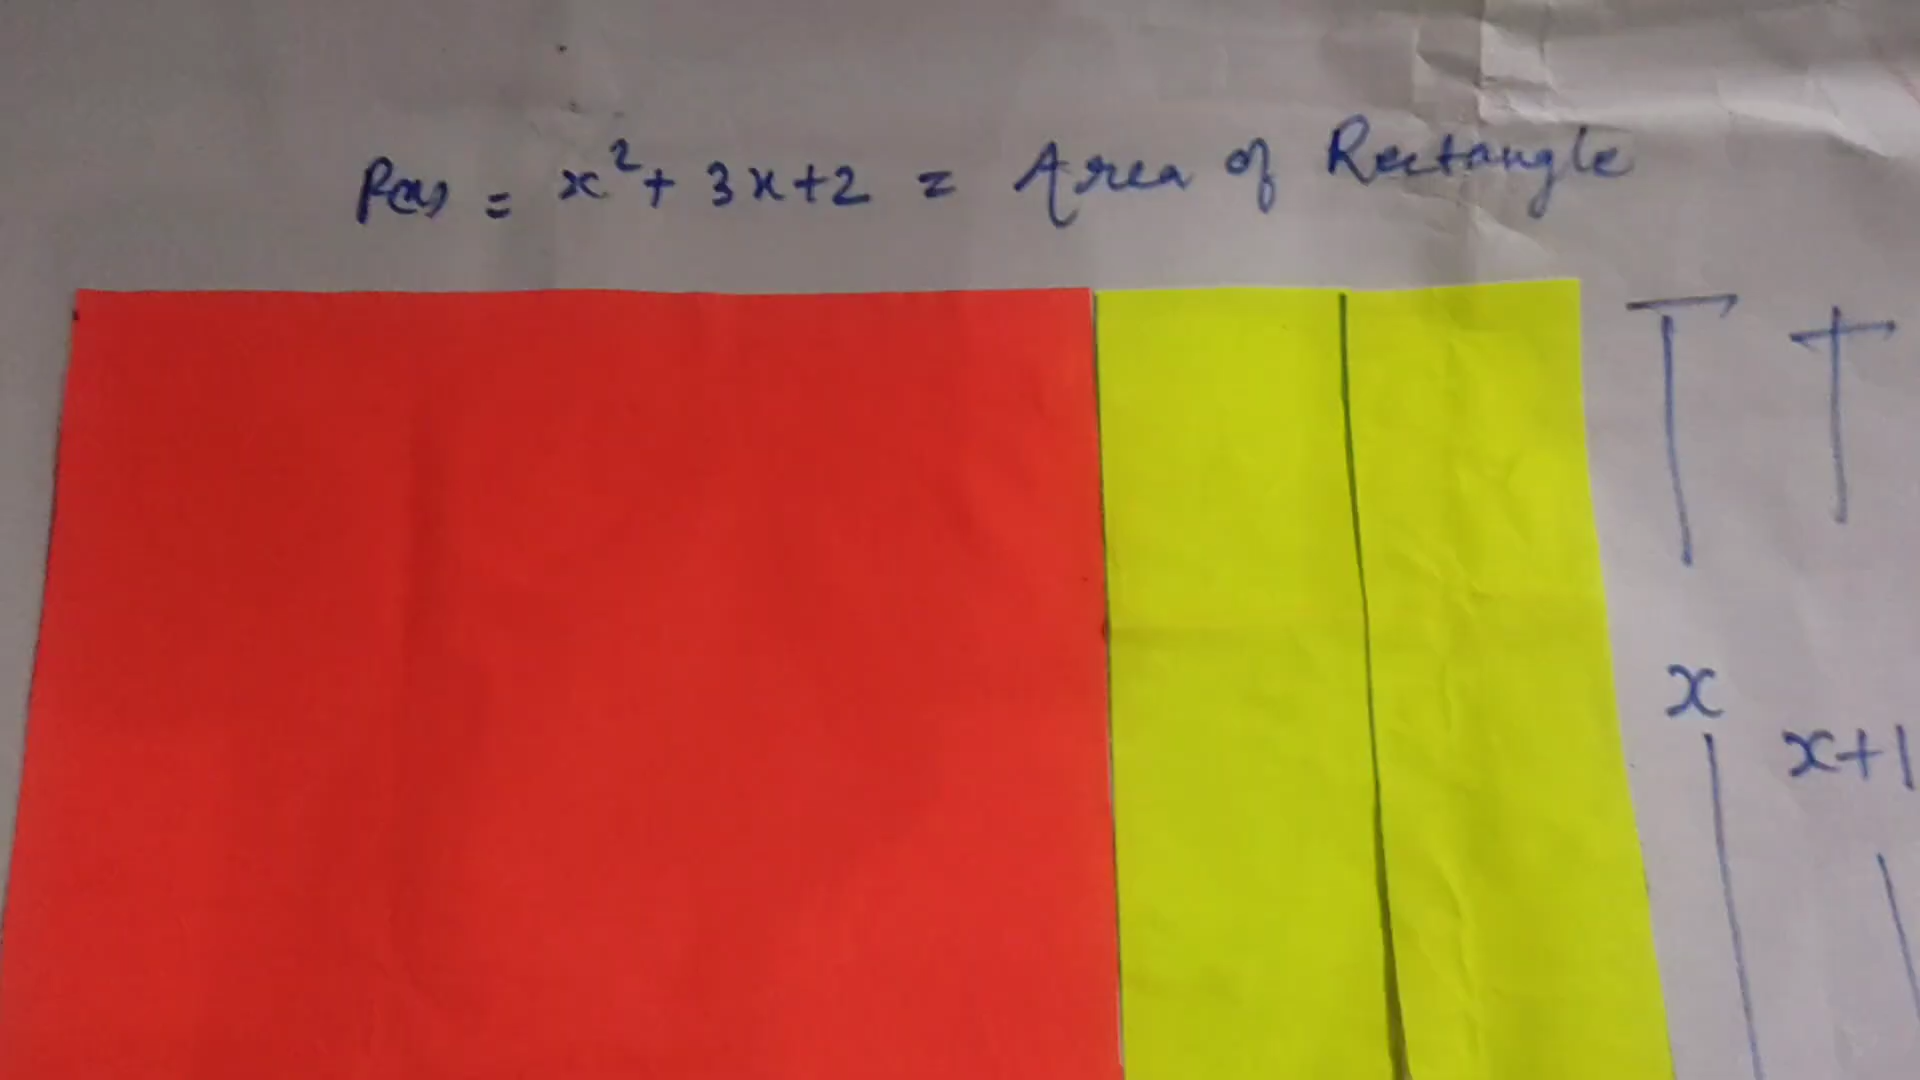 P(x) = x² + 3x + 2 = Area of Rectangle
x
x+1